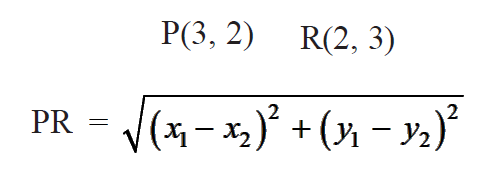 P(3, 2) R(2, 3)
PR = √((x₁ − x₂)² + (y₁ − y₂)²)